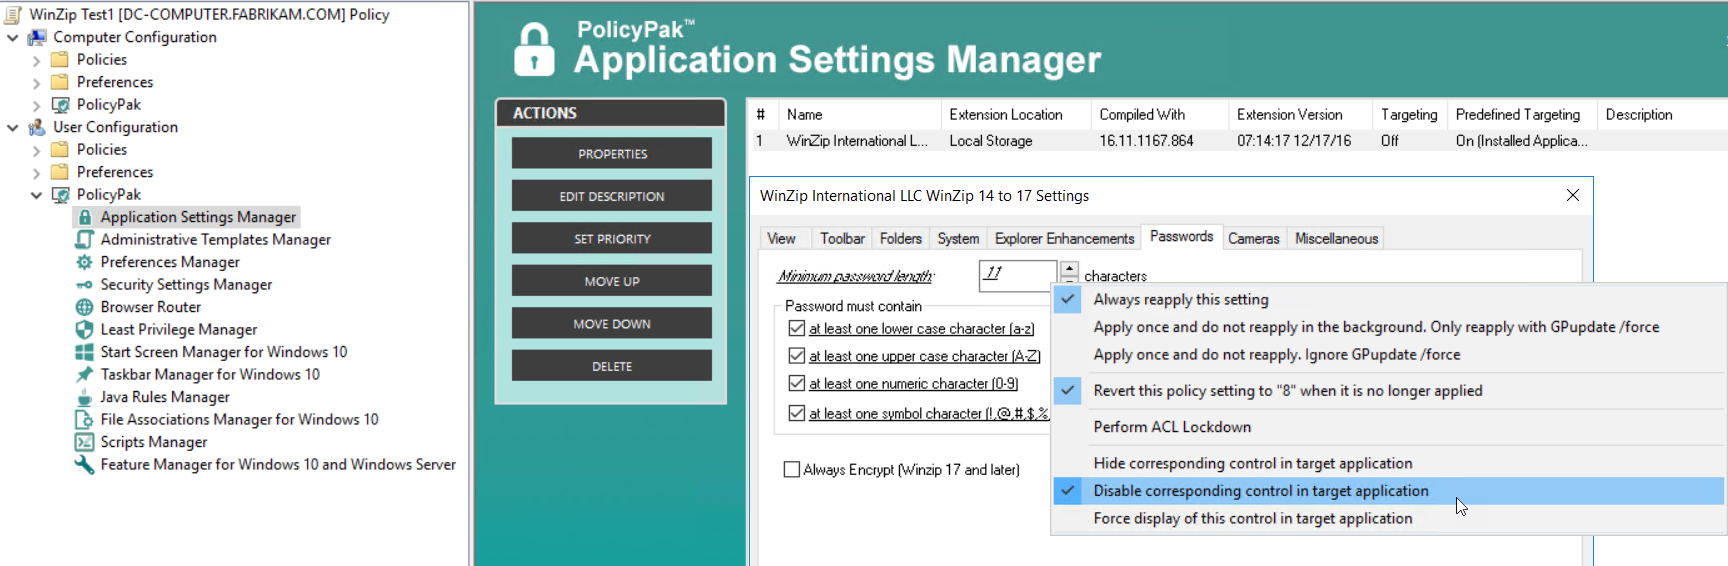 WinZip Test1 [DC-COMPUTER.FABRIKAM.COM] Policy
Computer Configuration
Policies
Preferences
PolicyPak
User Configuration
Policies
Preferences
PolicyPak
Application Settings Manager
Administrative Templates Manager
Preferences Manager
Security Settings Manager
Browser Router
Least Privilege Manager
Start Screen Manager for Windows 10
Taskbar Manager for Windows 10
Java Rules Manager
File Associations Manager for Windows 10
Scripts Manager
Feature Manager for Windows 10 and Windows Server
PolicyPak™
Application Settings Manager
ACTIONS
PROPERTIES
EDIT DESCRIPTION
SET PRIORITY
MOVE UP
MOVE DOWN
DELETE
# Name Extension Location Compiled With Extension Version Targeting Predefined Targeting Description
1 WinZip International L... Local Storage 16.11.1167.864 07:14:17 12/17/16 Off On (Installed Applica...
WinZip International LLC WinZip 14 to 17 Settings
View Toolbar Folders System Explorer Enhancements Passwords Cameras Miscellaneous
Minimum password length: 11 characters
Password must contain
at least one lower case character (a-z)
at least one upper case character (A-Z)
at least one numeric character (0-9)
at least one symbol character (!,@,#,$,%,
Always Encrypt (Winzip 17 and later)
Always reapply this setting
Apply once and do not reapply in the background. Only reapply with GPupdate /force
Apply once and do not reapply. Ignore GPupdate /force
Revert this policy setting to "8" when it is no longer applied
Perform ACL Lockdown
Hide corresponding control in target application
Disable corresponding control in target application
Force display of this control in target application